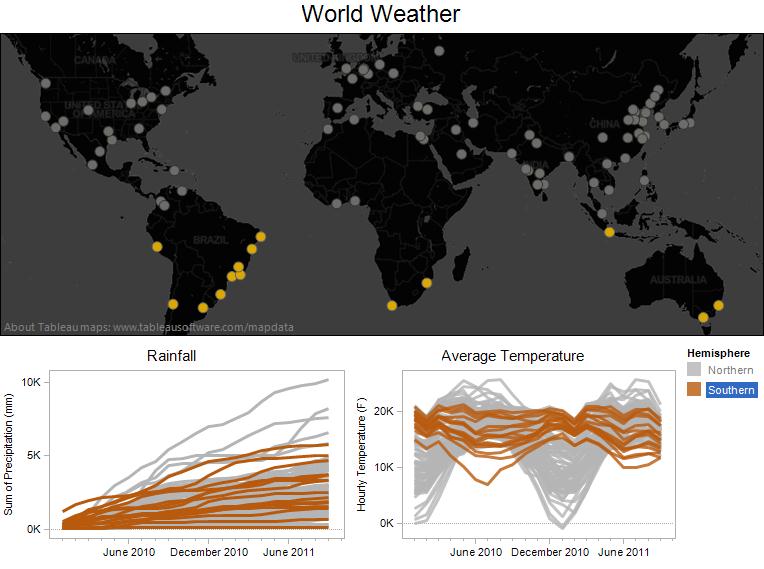 World Weather
CANADA
UNITED STATES
OF AMERICA
UNITED KINGDOM
CHINA
INDIA
BRAZIL
AUSTRALIA
About Tableau maps: www.tableausoftware.com/mapdata
Rainfall
Sum of Precipitation (mm)
10K
5K
0K
June 2010 December 2010 June 2011
Average Temperature
Hourly Temperature (F)
20K
10K
0K
June 2010 December 2010 June 2011
Hemisphere
Northern
Southern